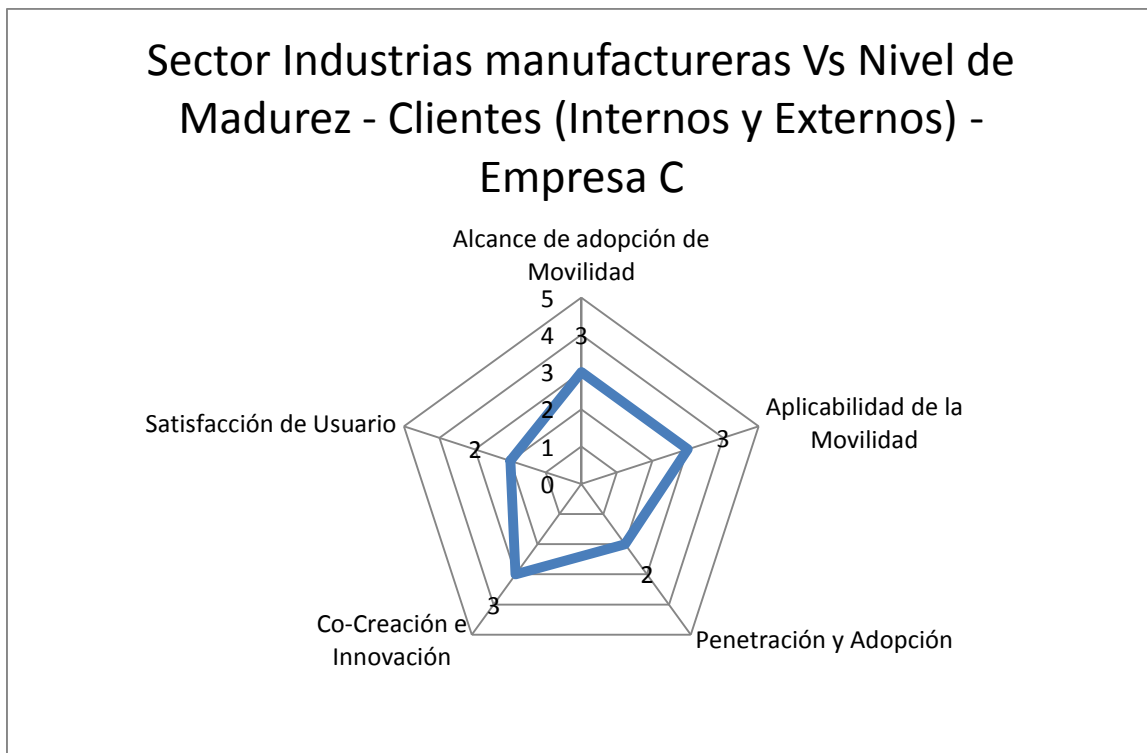 Sector Industrias manufactureras Vs Nivel de
Madurez - Clientes (Internos y Externos) -
Empresa C
Alcance de adopción de
Movilidad
5
4
3
3
2
1
0
Aplicabilidad de la
Movilidad
3
Satisfacción de Usuario
2
2
Penetración y Adopción
3
Co-Creación e
Innovación